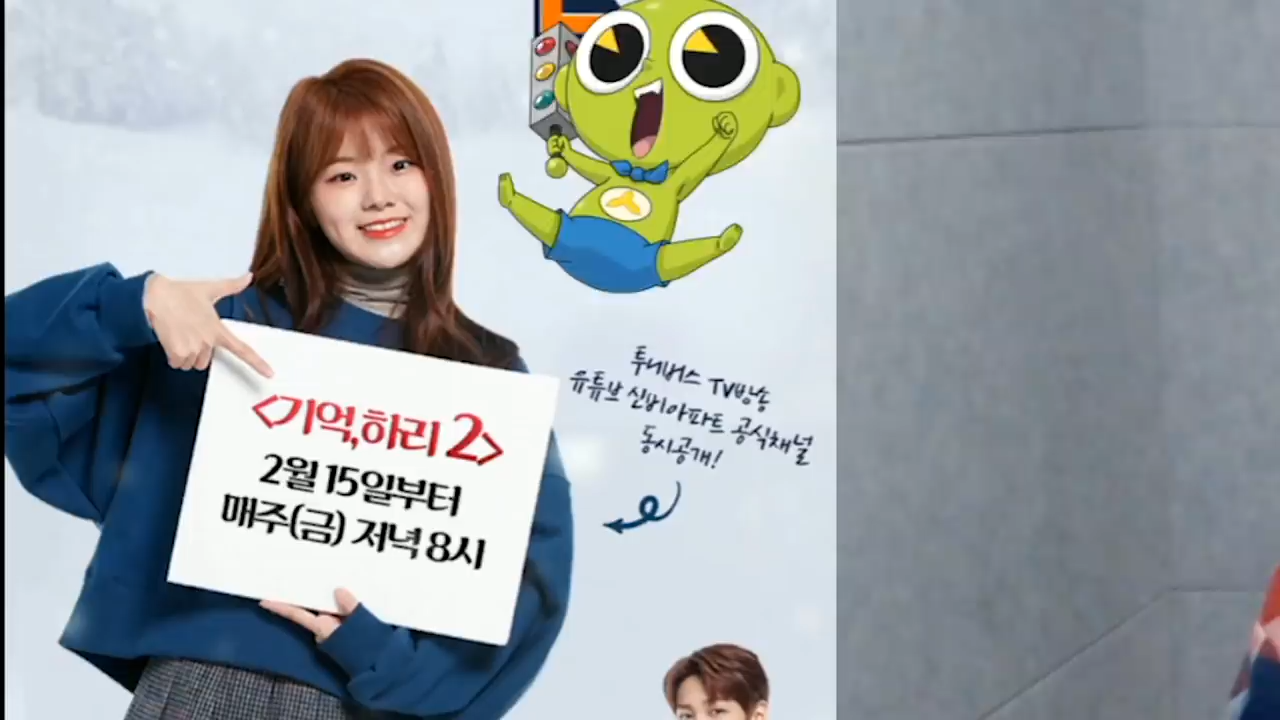 투니버스 TV방송
유튜브 신비아파트 공식채널
동시공개!
<기억,하리 2>
2월 15일부터
매주(금) 저녁 8시